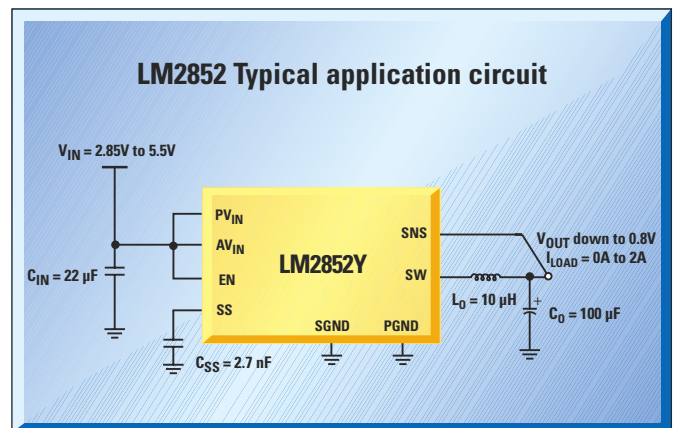 LM2852 Typical application circuit
VIN = 2.85V to 5.5V
PVIN
AVIN
EN
SS
LM2852Y
SNS
SW
SGND
PGND
CIN = 22 µF
CSS = 2.7 nF
VOUT down to 0.8V
ILOAD = 0A to 2A
LO = 10 µH
+
CO = 100 µF